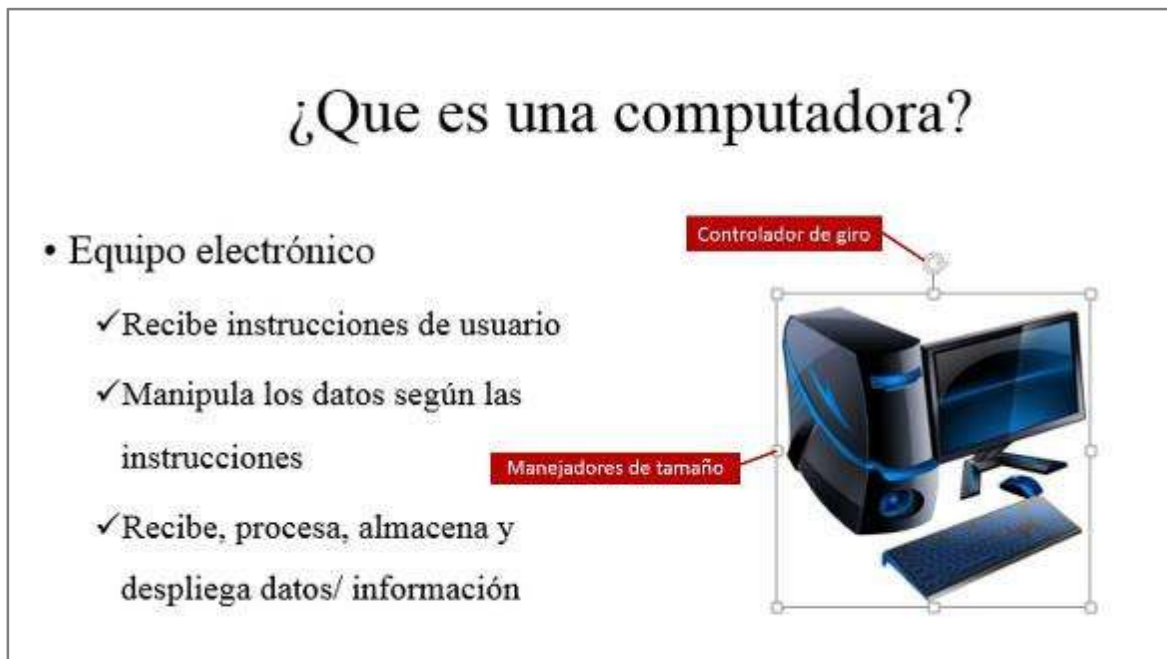 ¿Que es una computadora?
• Equipo electrónico
✓Recibe instrucciones de usuario
✓Manipula los datos según las
instrucciones
✓Recibe, procesa, almacena y
despliega datos/ información
Controlador de giro
Manejadores de tamaño